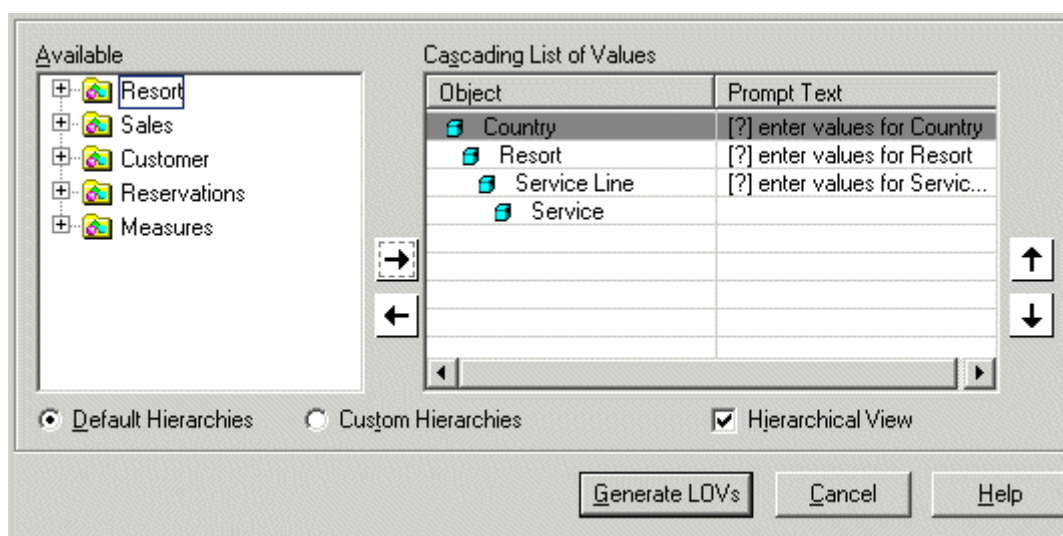 Available
Resort
Sales
Customer
Reservations
Measures
Cascading List of Values
Object Prompt Text
Country [?] enter values for Country
Resort [?] enter values for Resort
Service Line [?] enter values for Servic...
Service
Default Hierarchies Custom Hierarchies Hierarchical View
Generate LOVs Cancel Help